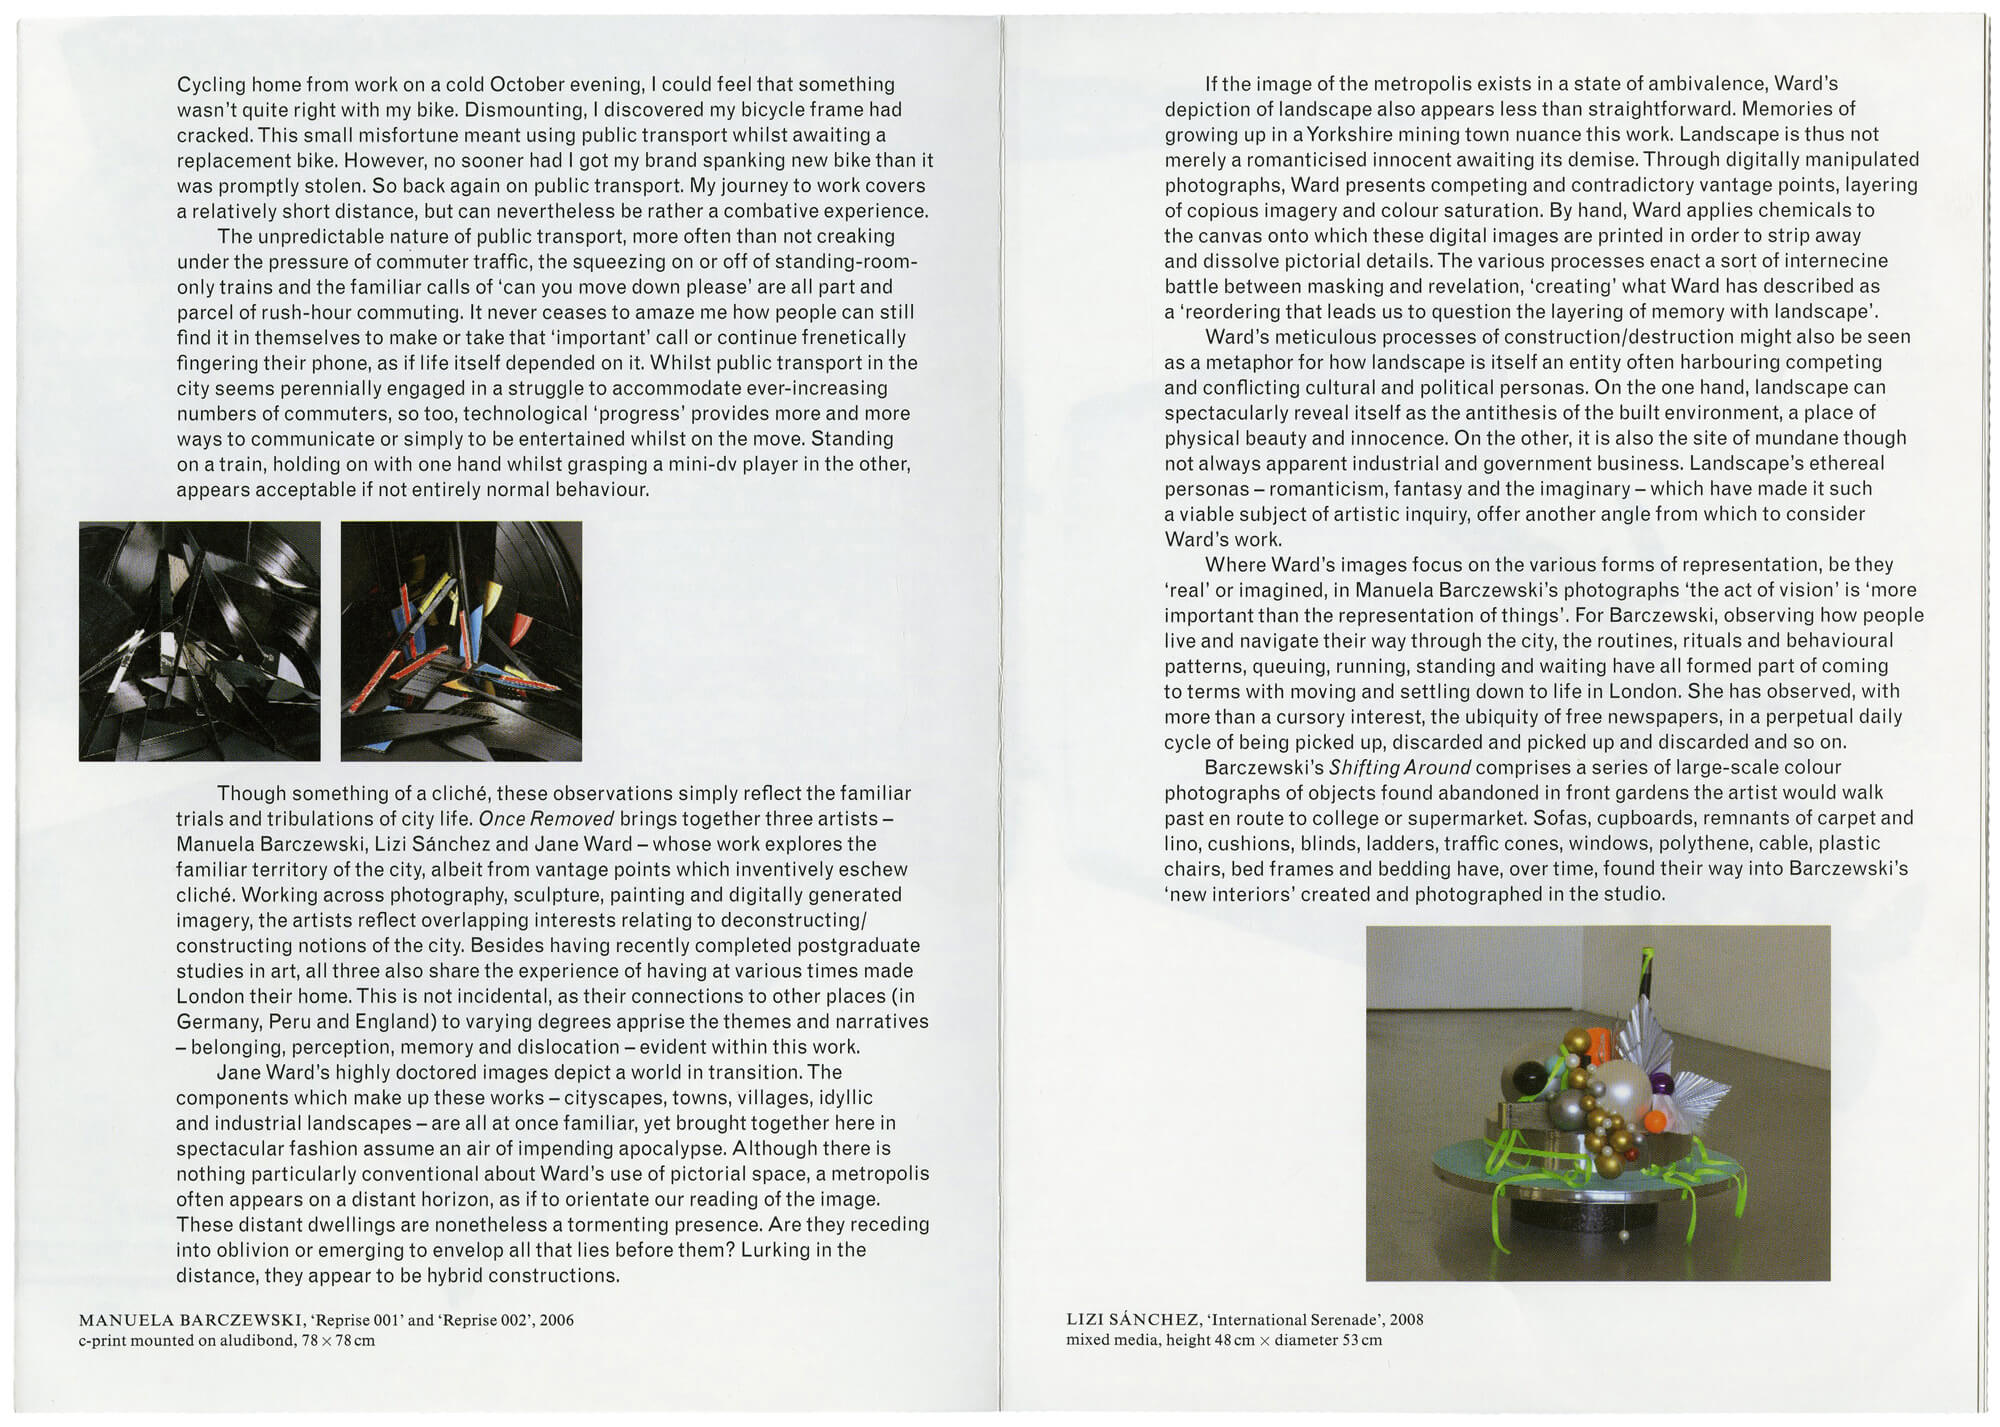 Cycling home from work on a cold October evening, I could feel that something
wasn't quite right with my bike. Dismounting, I discovered my bicycle frame had
cracked. This small misfortune meant using public transport whilst awaiting a
replacement bike. However, no sooner had I got my brand spanking new bike than it
was promptly stolen. So back again on public transport. My journey to work covers
a relatively short distance, but can nevertheless be rather a combative experience.
The unpredictable nature of public transport, more often than not creaking
under the pressure of commuter traffic, the squeezing on or off of standing-room-
only trains and the familiar calls of ‘can you move down please’ are all part and
parcel of rush-hour commuting. It never ceases to amaze me how people can still
find it in themselves to make or take that ‘important’ call or continue frenetically
fingering their phone, as if life itself depended on it. Whilst public transport in the
city seems perennially engaged in a struggle to accommodate ever-increasing
numbers of commuters, so too, technological ‘progress’ provides more and more
ways to communicate or simply to be entertained whilst on the move. Standing
on a train, holding on with one hand whilst grasping a mini-dv player in the other,
appears acceptable if not entirely normal behaviour.
Though something of a cliché, these observations simply reflect the familiar
trials and tribulations of city life. Once Removed brings together three artists –
Manuela Barczewski, Lizi Sánchez and Jane Ward – whose work explores the
familiar territory of the city, albeit from vantage points which inventively eschew
cliché. Working across photography, sculpture, painting and digitally generated
imagery, the artists reflect overlapping interests relating to deconstructing/
constructing notions of the city. Besides having recently completed postgraduate
studies in art, all three also share the experience of having at various times made
London their home. This is not incidental, as their connections to other places (in
Germany, Peru and England) to varying degrees apprise the themes and narratives
– belonging, perception, memory and dislocation – evident within this work.
Jane Ward's highly doctored images depict a world in transition. The
components which make up these works – cityscapes, towns, villages, idyllic
and industrial landscapes – are all at once familiar, yet brought together here in
spectacular fashion assume an air of impending apocalypse. Although there is
nothing particularly conventional about Ward's use of pictorial space, a metropolis
often appears on a distant horizon, as if to orientate our reading of the image.
These distant dwellings are nonetheless a tormenting presence. Are they receding
into oblivion or emerging to envelop all that lies before them? Lurking in the
distance, they appear to be hybrid constructions.
MANUELA BARCZEWSKI, ‘Reprise 001’ and ‘Reprise 002’, 2006
c-print mounted on aludibond, 78 × 78 cm
If the image of the metropolis exists in a state of ambivalence, Ward's
depiction of landscape also appears less than straightforward. Memories of
growing up in a Yorkshire mining town nuance this work. Landscape is thus not
merely a romanticised innocent awaiting its demise. Through digitally manipulated
photographs, Ward presents competing and contradictory vantage points, layering
of copious imagery and colour saturation. By hand, Ward applies chemicals to
the canvas onto which these digital images are printed in order to strip away
and dissolve pictorial details. The various processes enact a sort of internecine
battle between masking and revelation, ‘creating’ what Ward has described as
a ‘reordering that leads us to question the layering of memory with landscape’.
Ward's meticulous processes of construction/destruction might also be seen
as a metaphor for how landscape is itself an entity often harbouring competing
and conflicting cultural and political personas. On the one hand, landscape can
spectacularly reveal itself as the antithesis of the built environment, a place of
physical beauty and innocence. On the other, it is also the site of mundane though
not always apparent industrial and government business. Landscape's ethereal
personas – romanticism, fantasy and the imaginary – which have made it such
a viable subject of artistic inquiry, offer another angle from which to consider
Ward's work.
Where Ward's images focus on the various forms of representation, be they
‘real’ or imagined, in Manuela Barczewski's photographs ‘the act of vision’ is ‘more
important than the representation of things’. For Barczewski, observing how people
live and navigate their way through the city, the routines, rituals and behavioural
patterns, queuing, running, standing and waiting have all formed part of coming
to terms with moving and settling down to life in London. She has observed, with
more than a cursory interest, the ubiquity of free newspapers, in a perpetual daily
cycle of being picked up, discarded and picked up and discarded and so on.
Barczewski's Shifting Around comprises a series of large-scale colour
photographs of objects found abandoned in front gardens the artist would walk
past en route to college or supermarket. Sofas, cupboards, remnants of carpet and
lino, cushions, blinds, ladders, traffic cones, windows, polythene, cable, plastic
chairs, bed frames and bedding have, over time, found their way into Barczewski's
‘new interiors’ created and photographed in the studio.
LIZI SÁNCHEZ, ‘International Serenade’, 2008
mixed media, height 48 cm × diameter 53 cm